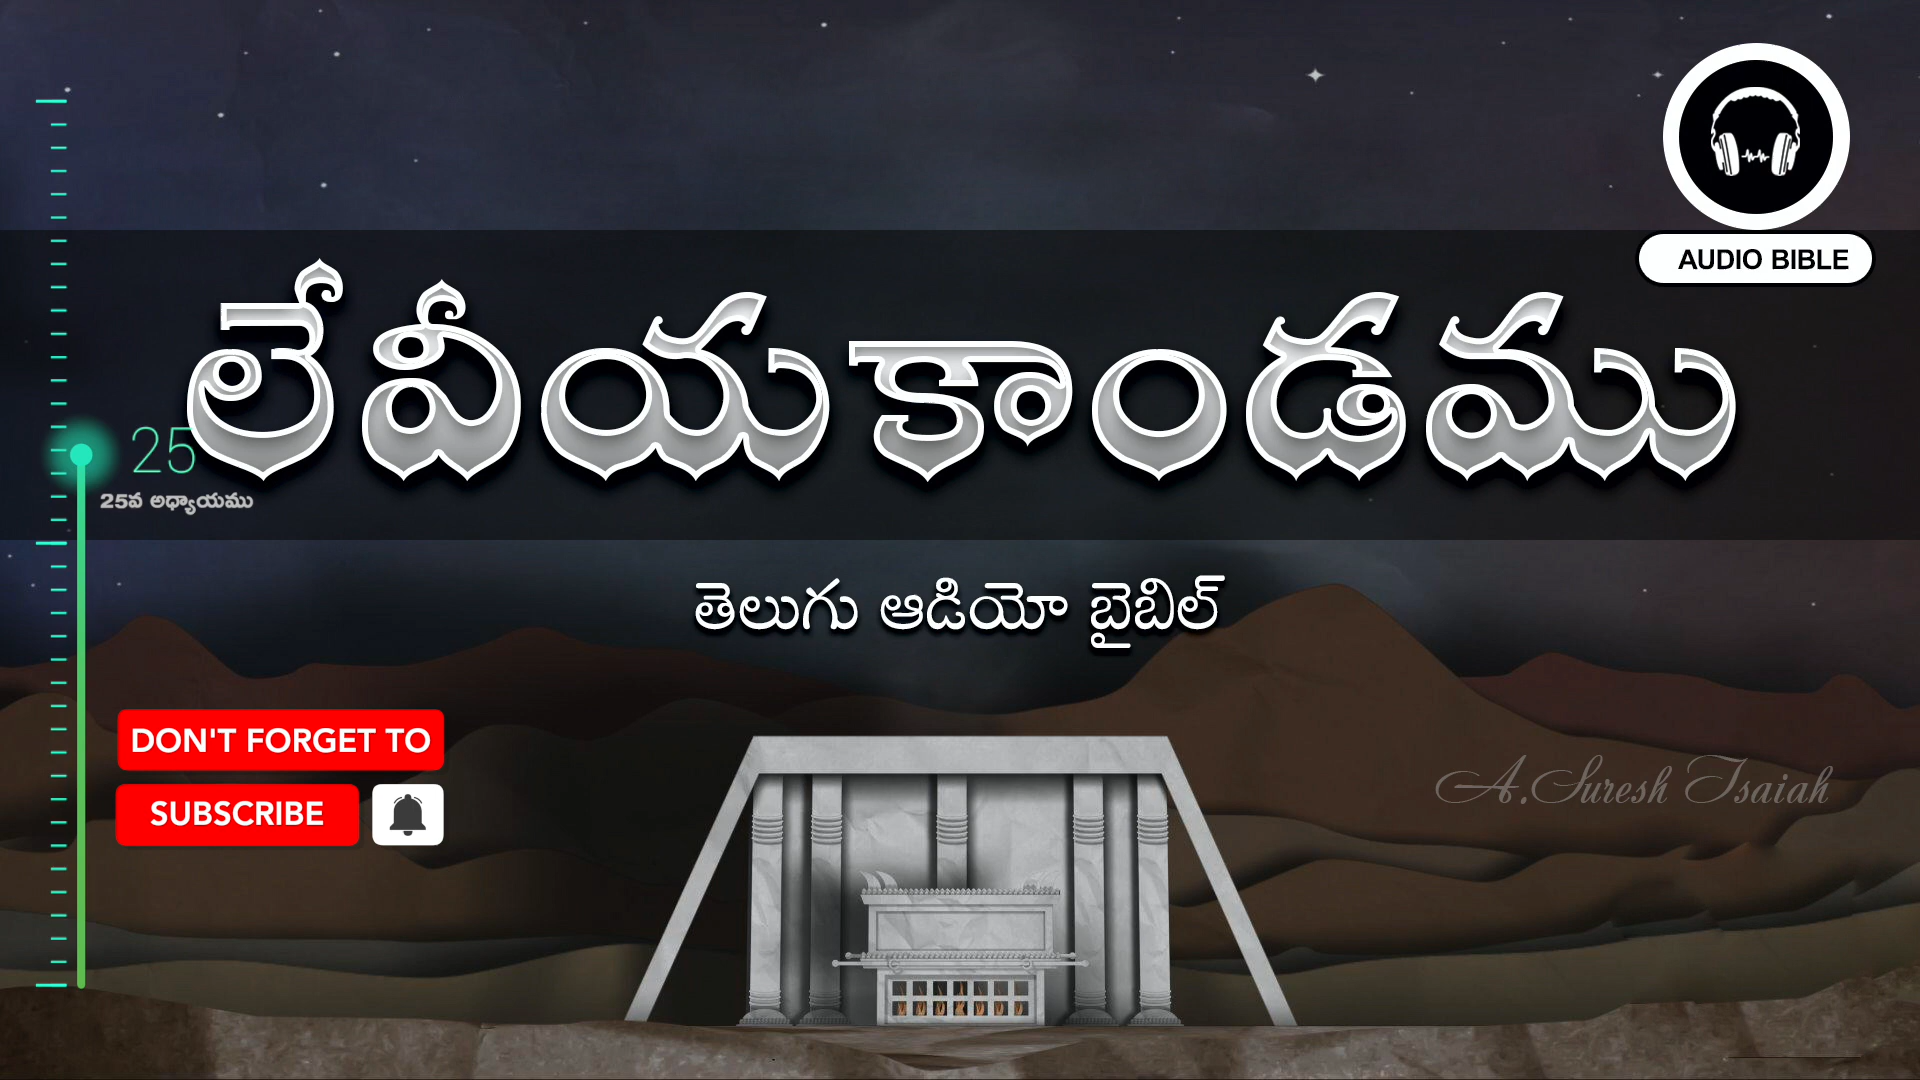 AUDIO BIBLE
లేవీయకాండము
25
25వ అధ్యాయము
తెలుగు ఆడియో బైబిల్
DON'T FORGET TO
SUBSCRIBE
A.Suresh Isaiah